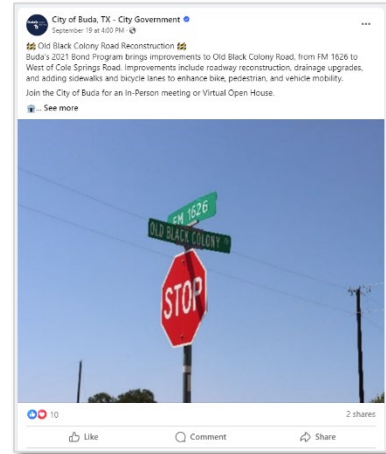 City of Buda, TX - City Government
September 19 at 4:00 PM
Old Black Colony Road Reconstruction
Buda's 2021 Bond Program brings improvements to Old Black Colony Road, from FM 1626 to
West of Cole Springs Road. Improvements include roadway reconstruction, drainage upgrades,
and adding sidewalks and bicycle lanes to enhance bike, pedestrian, and vehicle mobility.
Join the City of Buda for an In-Person meeting or Virtual Open House.
... See more
FM 1626
OLD BLACK COLONY
STOP
10
2 shares
Like
Comment
Share